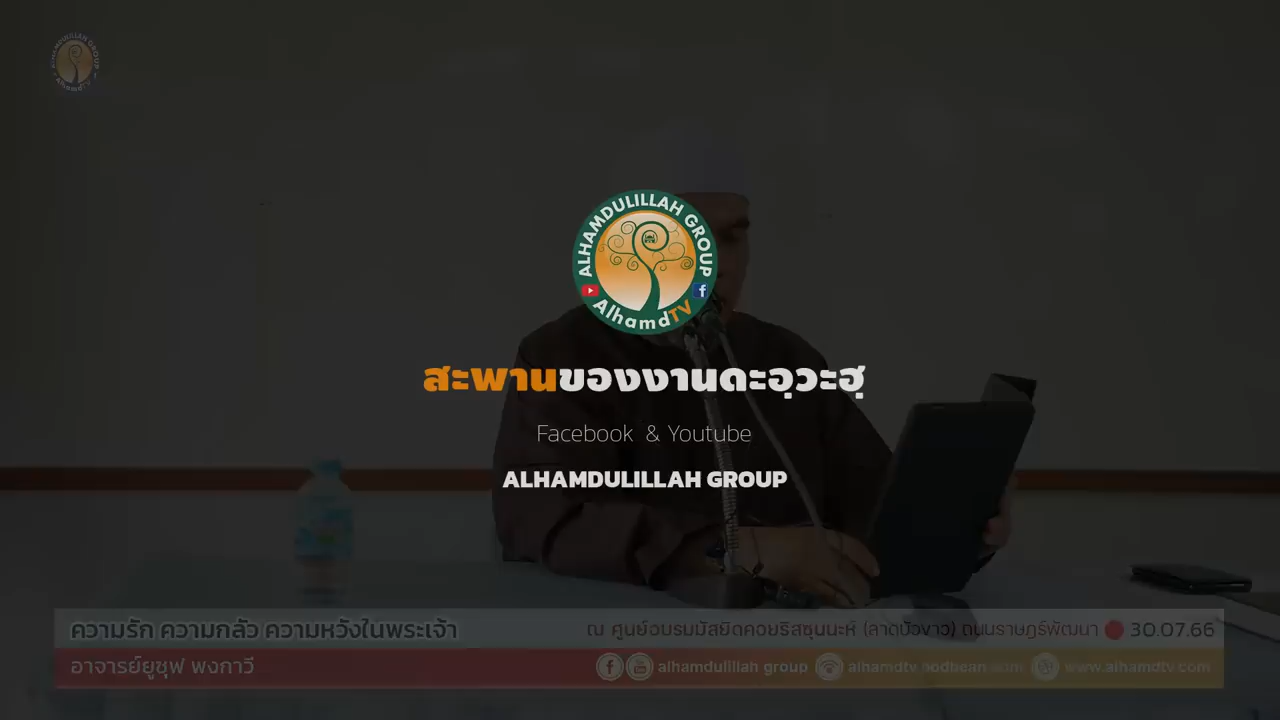 ALHAMDULILLAH GROUP
AlhamdTV
สะพานของงานดะอฺวะฮฺ
Facebook & Youtube
ALHAMDULILLAH GROUP
ความรัก ความกลัว ความหวังในพระเจ้า
ณ ศูนย์อบรมมัสยิดคอมริสซุนนะห์ (ลาดบัวขาว) ถนนราษฎร์พัฒนา 30.07.66
อาจารย์ยูซุฟ พงกาวี
alhamdulillah group alhamdtv.podbean.com www.alhamdtv.com